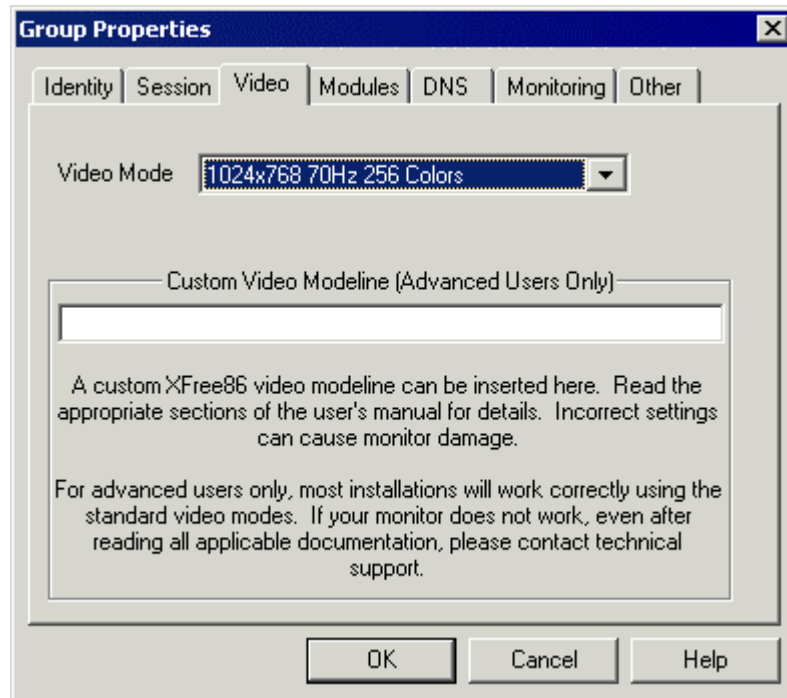 Group Properties
Identity Session Video Modules DNS Monitoring Other
Video Mode 1024x768 70Hz 256 Colors
Custom Video Modeline (Advanced Users Only)
A custom XFree86 video modeline can be inserted here. Read the
appropriate sections of the user's manual for details. Incorrect settings
can cause monitor damage.
For advanced users only, most installations will work correctly using the
standard video modes. If your monitor does not work, even after
reading all applicable documentation, please contact technical
support.
OK Cancel Help